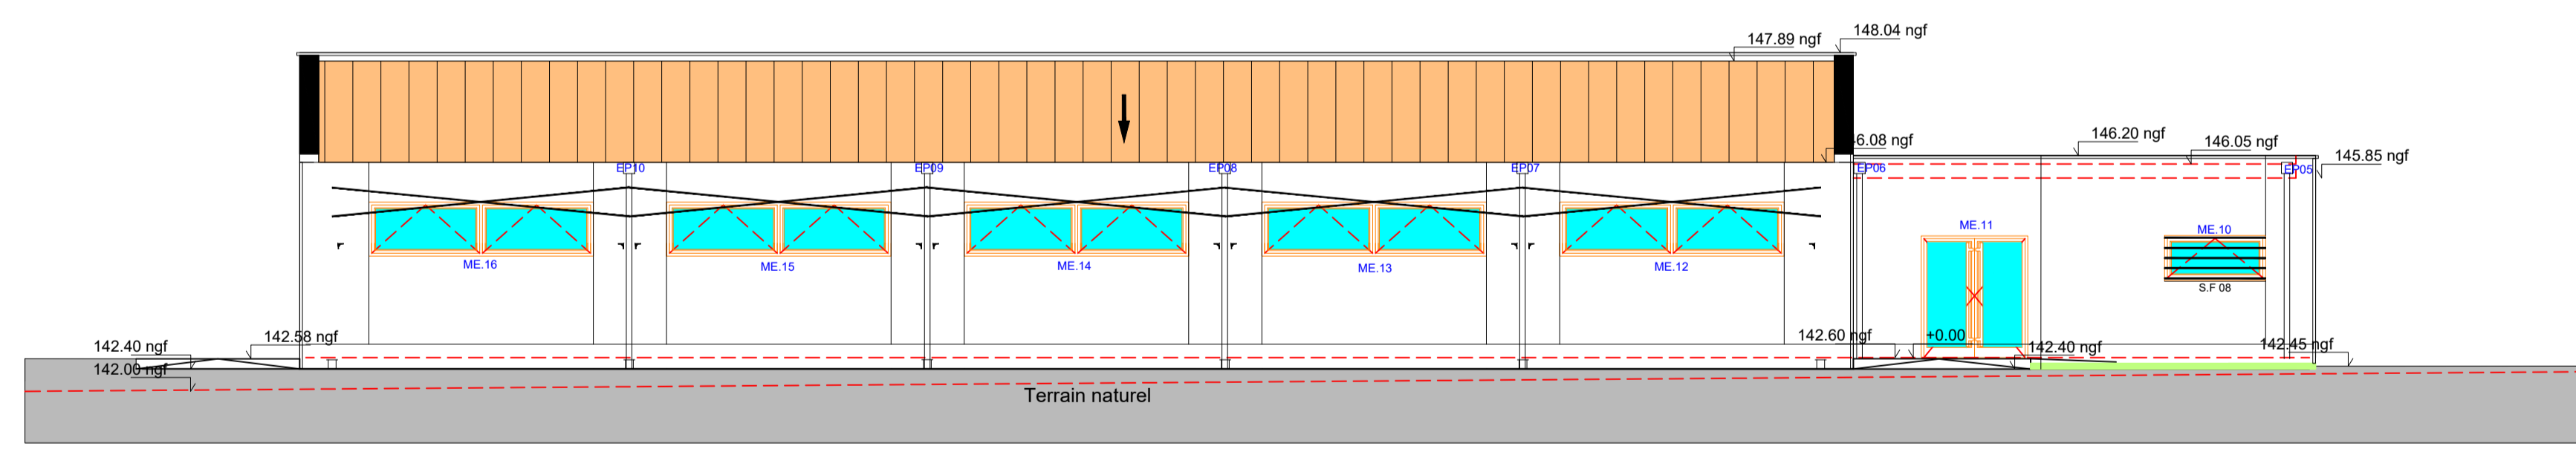 147.89 ngf
148.04 ngf
6.08 ngf
146.20 ngf
146.05 ngf
145.85 ngf
EP10
EP09
EP08
EP07
EP06
EP05
ME.16
ME.15
ME.14
ME.13
ME.12
ME.11
ME.10
S.F 08
142.40 ngf
142.58 ngf
142.00 ngf
142.60 ngf
+0.00
142.40 ngf
142.45 ngf
Terrain naturel